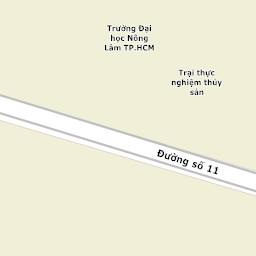 Trường Đại
học Nông
Lâm TP.HCM
Trại thực
nghiệm thủy
sản
Đường số 11